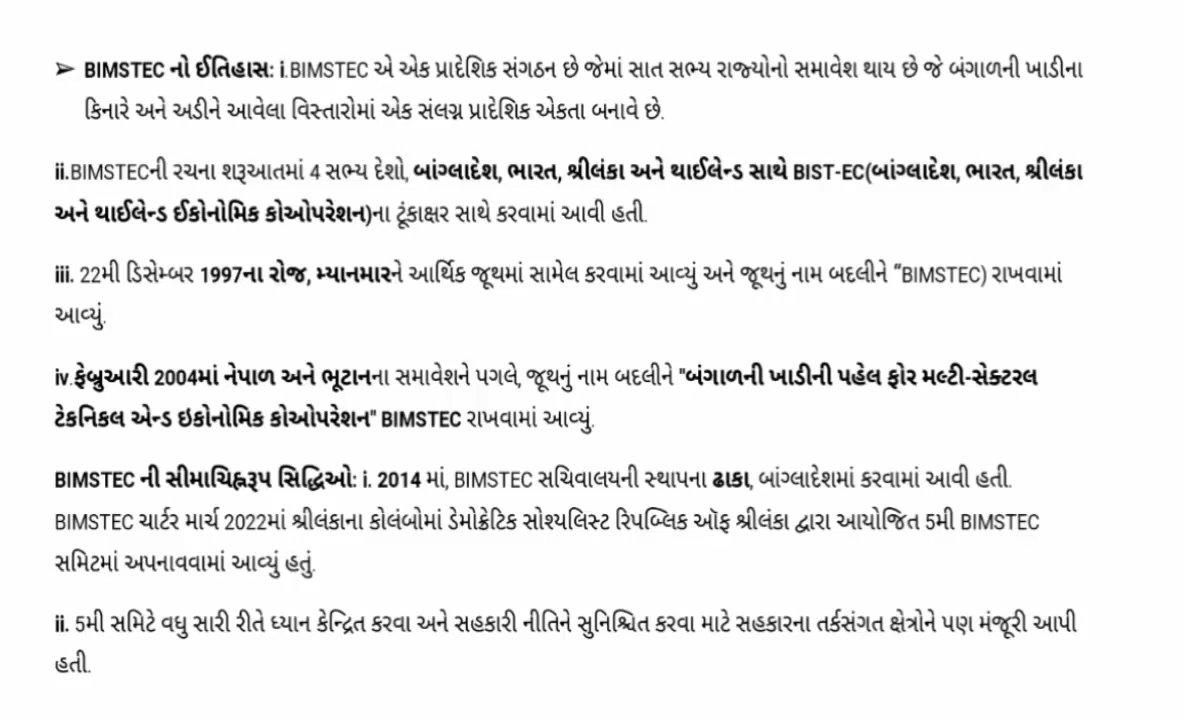 ➢ BIMSTEC નો ઈતિહાસ: i.BIMSTEC એ એક પ્રાદેશિક સંગઠન છે જેમાં સાત સભ્ય રાજ્યોનો સમાવેશ થાય છે જે બંગાળની ખાડીના
કિનારે અને અડીને આવેલા વિસ્તારોમાં એક સંલગ્ન પ્રાદેશિક એકતા બનાવે છે.
ii.BIMSTECની રચના શરૂઆતમાં 4 સભ્ય દેશો, બાંગ્લાદેશ, ભારત, શ્રીલંકા અને થાઈલેન્ડ સાથે BIST-EC(બાંગ્લાદેશ, ભારત, શ્રીલંકા
અને થાઈલેન્ડ ઈકોનોમિક કોઓપરેશન)ના ટૂંકાક્ષર સાથે કરવામાં આવી હતી.
iii. 22મી ડિસેમ્બર 1997ના રોજ, મ્યાનમારને આર્થિક જૂથમાં સામેલ કરવામાં આવ્યું અને જૂથનું નામ બદલીને “BIMSTEC) રાખવામાં
આવ્યું.
iv.ફેબ્રુઆરી 2004માં નેપાળ અને ભૂટાનના સમાવેશને પગલે, જૂથનું નામ બદલીને "બંગાળની ખાડીની પહેલ ફોર મલ્ટી-સેક્ટરલ
ટેકનિકલ એન્ડ ઇકોનોમિક કોઓપરેશન" BIMSTEC રાખવામાં આવ્યું.
BIMSTEC ની સીમાચિહ્નરૂપ સિદ્ધિઓ: i. 2014 માં, BIMSTEC સચિવાલયની સ્થાપના ઢાકા, બાંગ્લાદેશમાં કરવામાં આવી હતી.
BIMSTEC ચાર્ટર માર્ચ 2022માં શ્રીલંકાના કોલંબોમાં ડેમોક્રેટિક સોશ્યલિસ્ટ રિપબ્લિક ઑફ શ્રીલંકા દ્વારા આયોજિત 5મી BIMSTEC
સમિટમાં અપનાવવામાં આવ્યું હતું.
ii. 5મી સમિટે વધુ સારી રીતે ધ્યાન કેન્દ્રિત કરવા અને સહકારી નીતિને સુનિશ્ચિત કરવા માટે સહકારના તર્કસંગત ક્ષેત્રોને પણ મંજૂરી આપી
હતી.